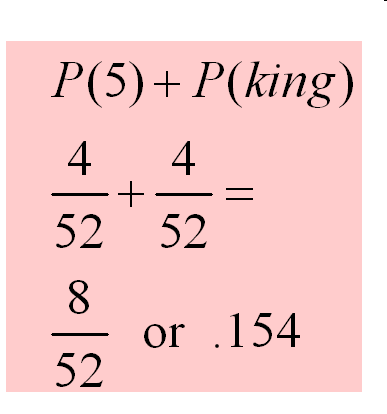 P(5) + P(king)
4/52 + 4/52 =
8/52 or .154